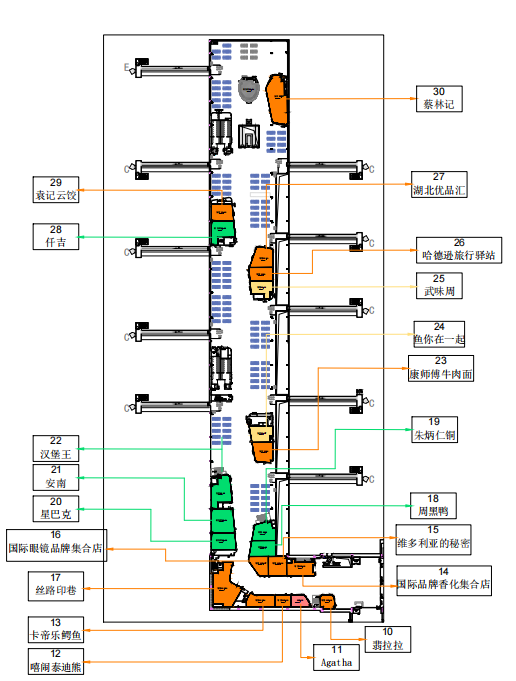 E
30
蔡林记
C
C
27
湖北优品汇
29
袁记云饺
28
仟吉
C
C
26
哈德逊旅行驿站
25
武味周
C
24
鱼你在一起
C
23
康师傅牛肉面
C
C
19
朱炳仁铜
22
汉堡王
21
安南
C
20
星巴克
18
周黑鸭
16
国际眼镜品牌集合店
15
维多利亚的秘密
17
丝路印巷
14
国际品牌香化集合店
13
卡帝乐鳄鱼
10
翡拉拉
12
嘻闹泰迪熊
11
Agatha